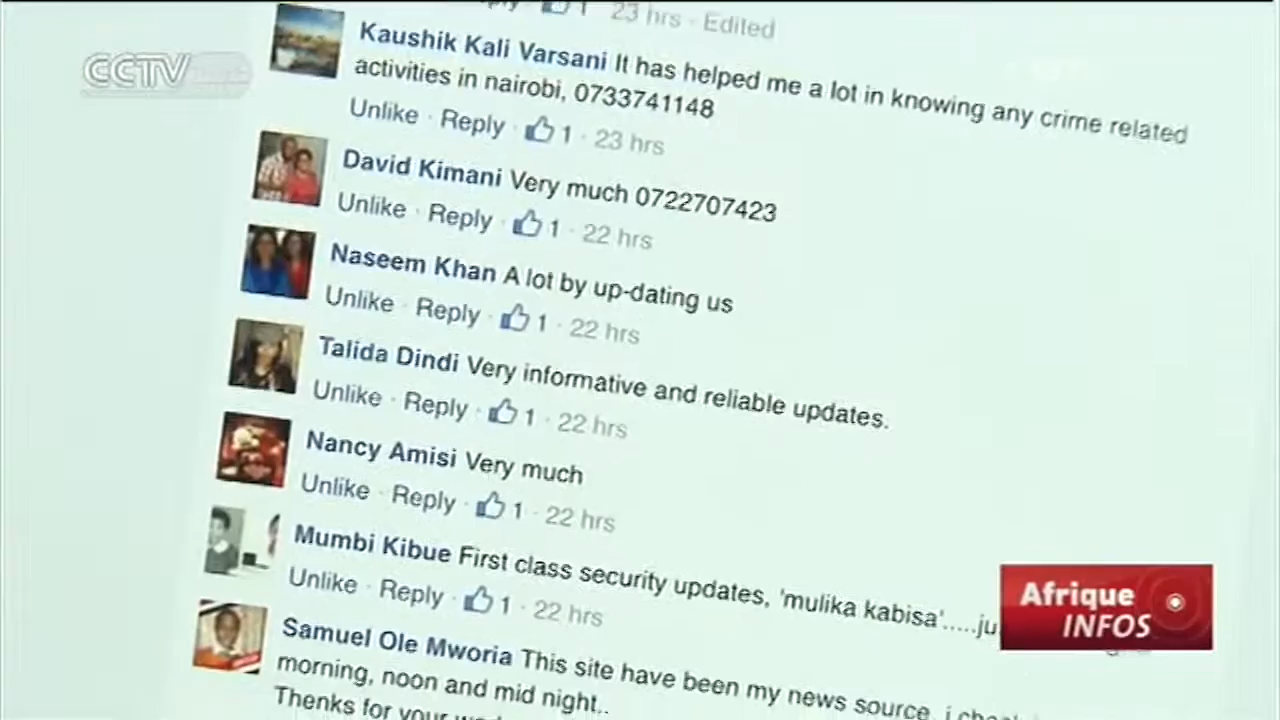 1 23 hrs · Edited
CCTV
Kaushik Kali Varsani It has helped me a lot in knowing any crime related
activities in nairobi, 0733741148
Unlike · Reply · 1 · 23 hrs
David Kimani Very much 0722707423
Unlike · Reply · 1 · 22 hrs
Naseem Khan A lot by up-dating us
Unlike · Reply · 1 · 22 hrs
Talida Dindi Very informative and reliable updates.
Unlike · Reply · 1 · 22 hrs
Nancy Amisi Very much
Unlike · Reply · 1 · 22 hrs
Mumbi Kibue First class security updates, 'mulika kabisa'.....
Unlike · Reply · 1 · 22 hrs
Samuel Ole Mworia This site have been my news source, i
morning, noon and mid night..
Thenks for your
Afrique
INFOS